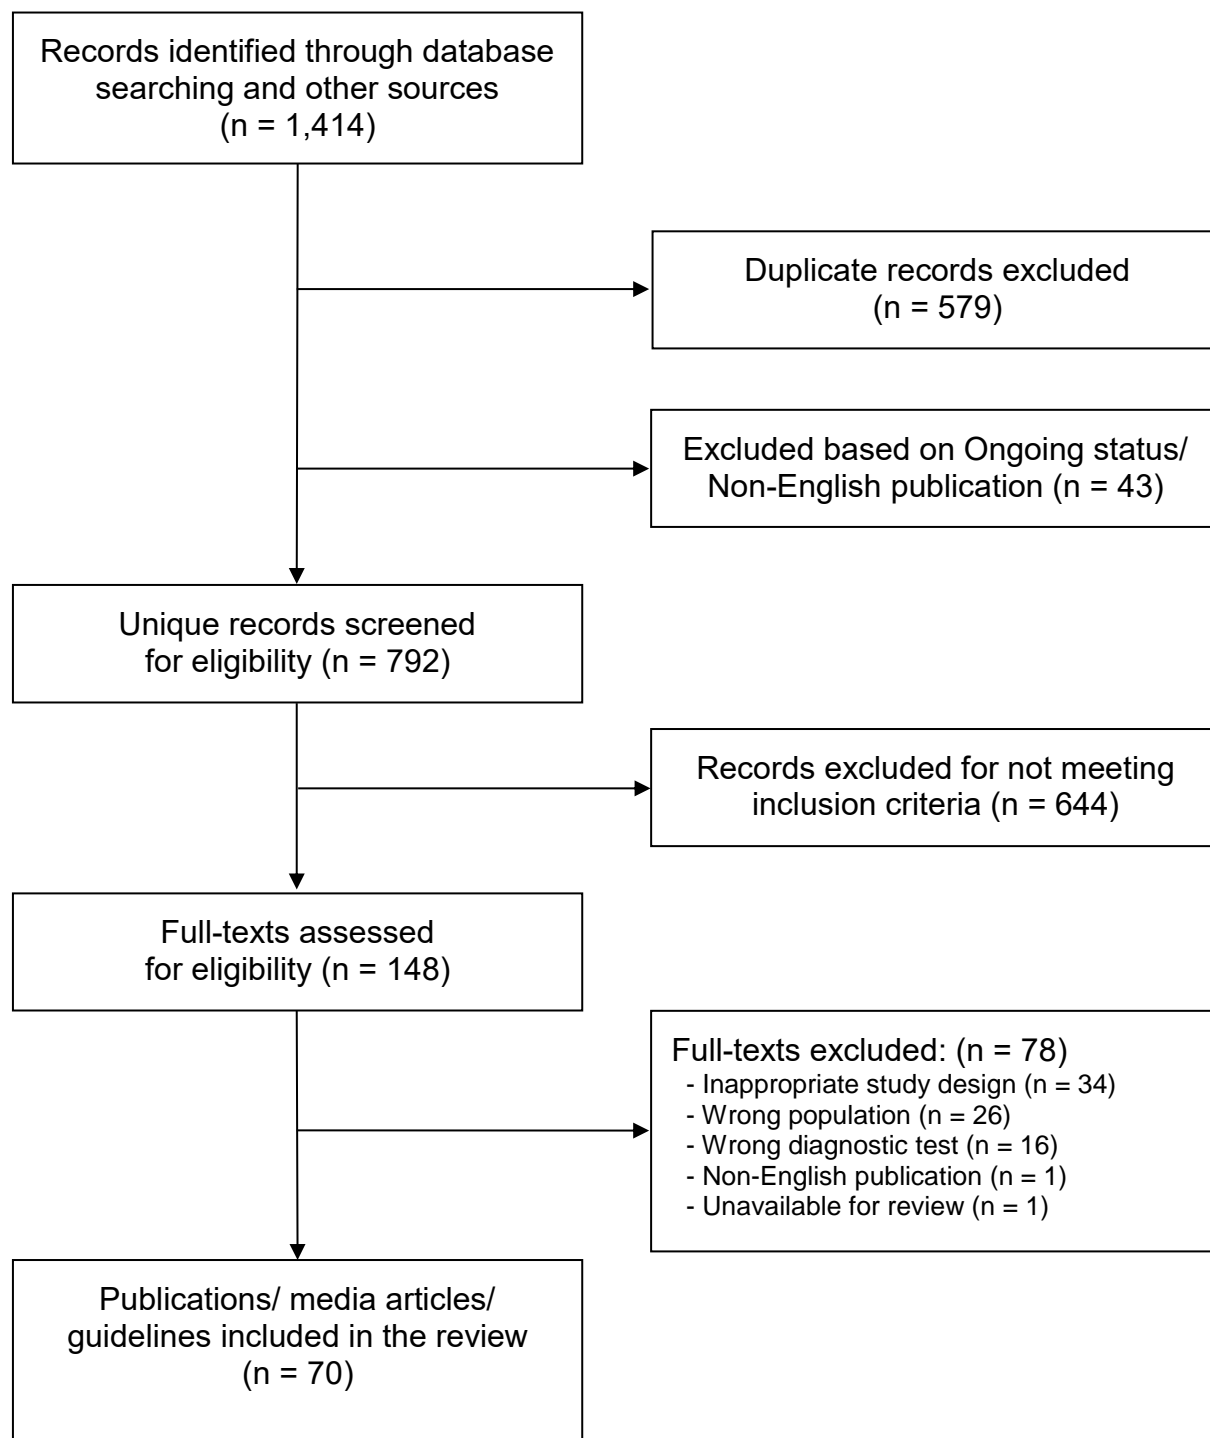 Records identified through database
searching and other sources
(n = 1,414)
Duplicate records excluded
(n = 579)
Excluded based on Ongoing status/
Non-English publication (n = 43)
Unique records screened
for eligibility (n = 792)
Records excluded for not meeting
inclusion criteria (n = 644)
Full-texts assessed
for eligibility (n = 148)
Full-texts excluded: (n = 78)
- Inappropriate study design (n = 34)
- Wrong population (n = 26)
- Wrong diagnostic test (n = 16)
- Non-English publication (n = 1)
- Unavailable for review (n = 1)
Publications/ media articles/
guidelines included in the review
(n = 70)